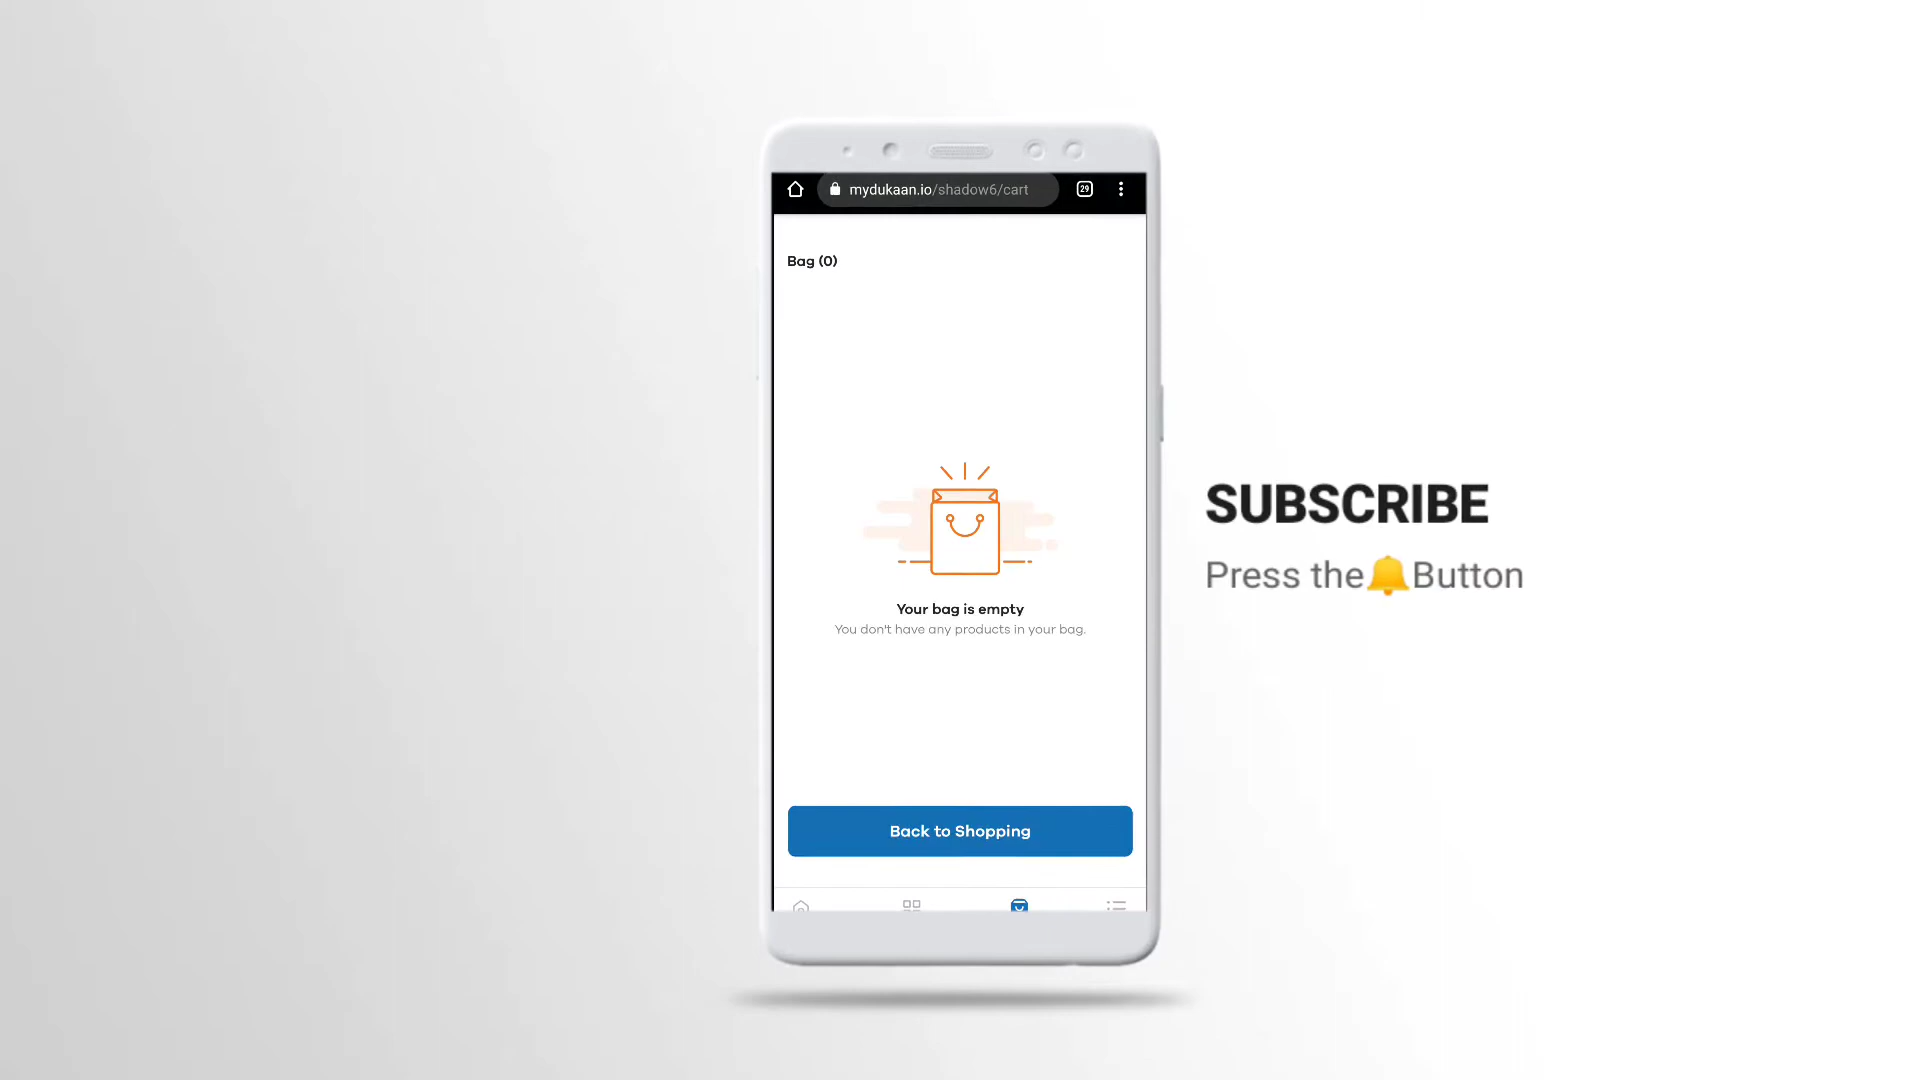 mydukaan.io/shadow6/cart
29
Bag (0)
Your bag is empty
You don't have any products in your bag.
Back to Shopping
SUBSCRIBE
Press the🔔Button